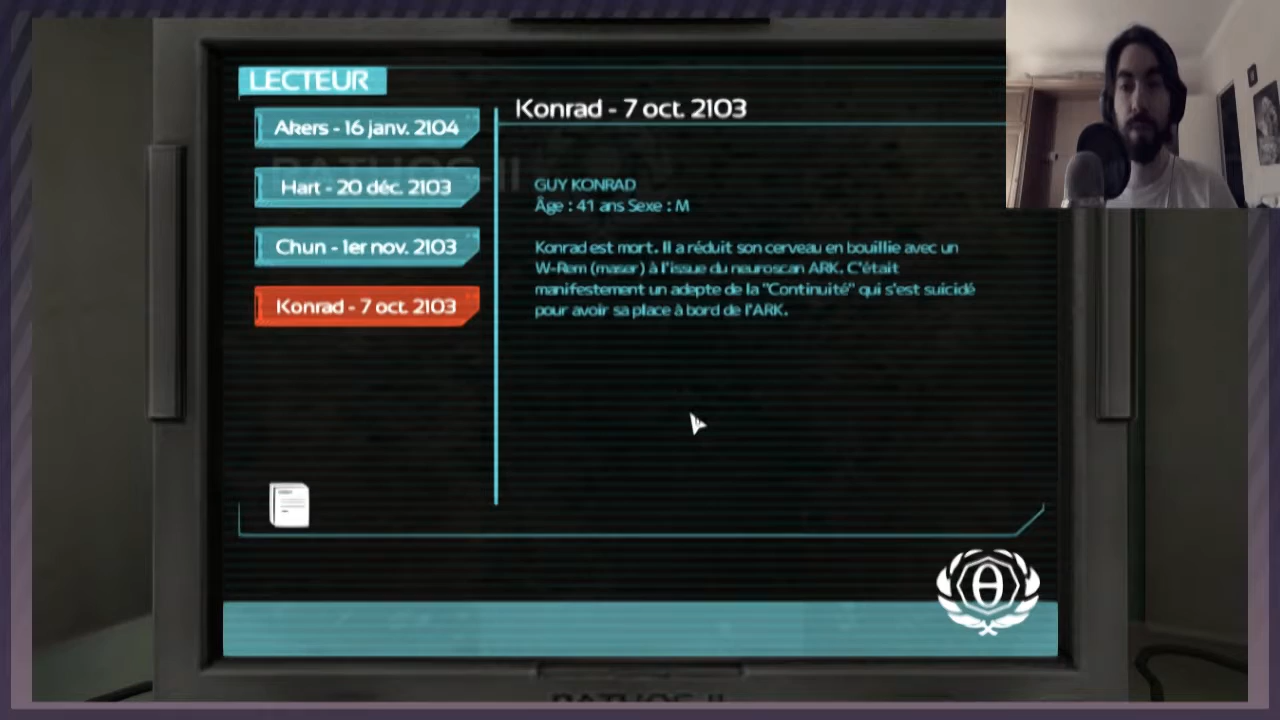 LECTEUR
Akers - 16 janv. 2104
Hart - 20 déc. 2103
Chun - 1er nov. 2103
Konrad - 7 oct. 2103
Konrad - 7 oct. 2103
GUY KONRAD
Âge : 41 ans Sexe : M
Konrad est mort. Il a réduit son cerveau en bouillie avec un
W-Rem (maser) à l'issue du neuroscan ARK. C'était
manifestement un adepte de la "Continuité" qui s'est suicidé
pour avoir sa place à bord de l'ARK.
θ
PATHOS II